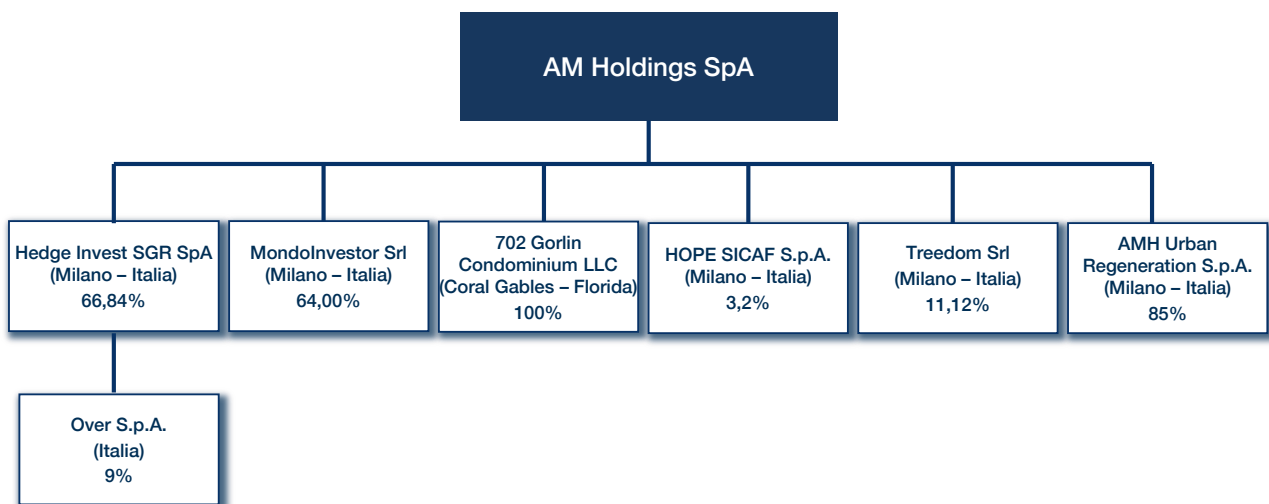 AM Holdings SpA
Hedge Invest SGR SpA
(Milano – Italia)
66,84%
MondoInvestor Srl
(Milano – Italia)
64,00%
702 Gorlin
Condominium LLC
(Coral Gables – Florida)
100%
HOPE SICAF S.p.A.
(Milano – Italia)
3,2%
Treedom Srl
(Milano – Italia)
11,12%
AMH Urban
Regeneration S.p.A.
(Milano – Italia)
85%
Over S.p.A.
(Italia)
9%